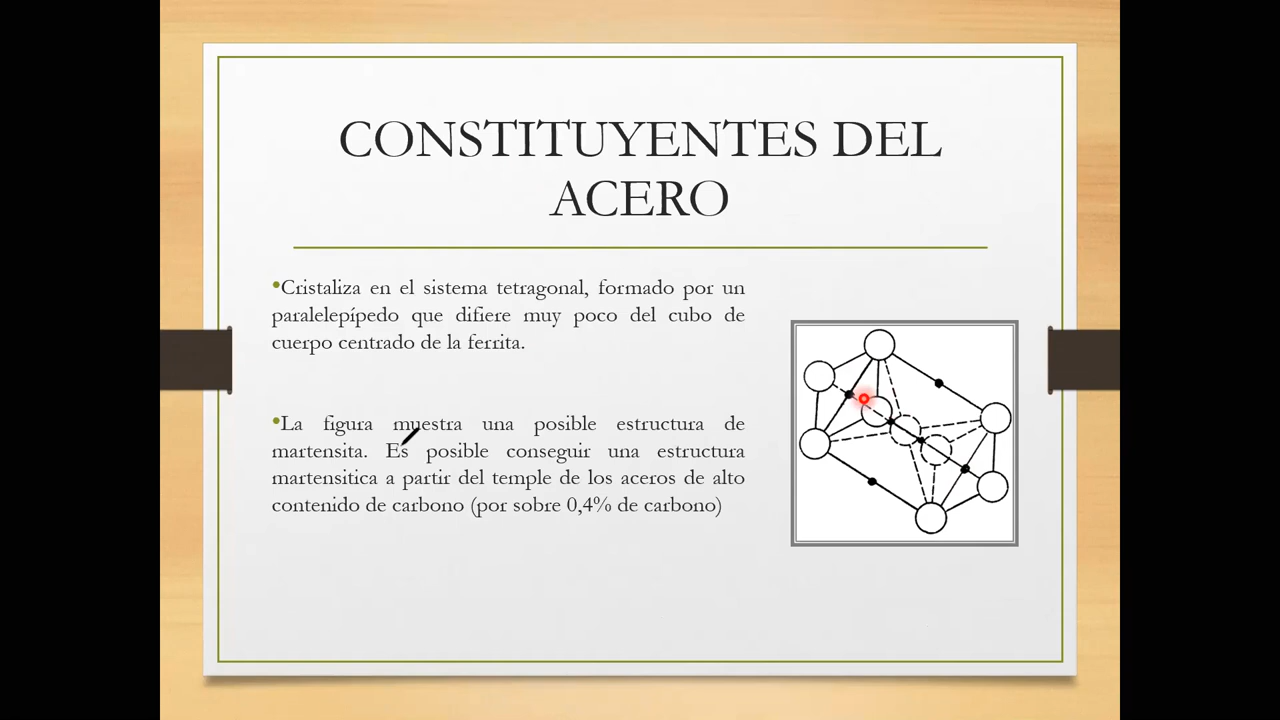 CONSTITUYENTES DEL
ACERO
•Cristaliza en el sistema tetragonal, formado por un
paralelepípedo que difiere muy poco del cubo de
cuerpo centrado de la ferrita.
•La figura muestra una posible estructura de
martensita. Es posible conseguir una estructura
martensitica a partir del temple de los aceros de alto
contenido de carbono (por sobre 0,4% de carbono)